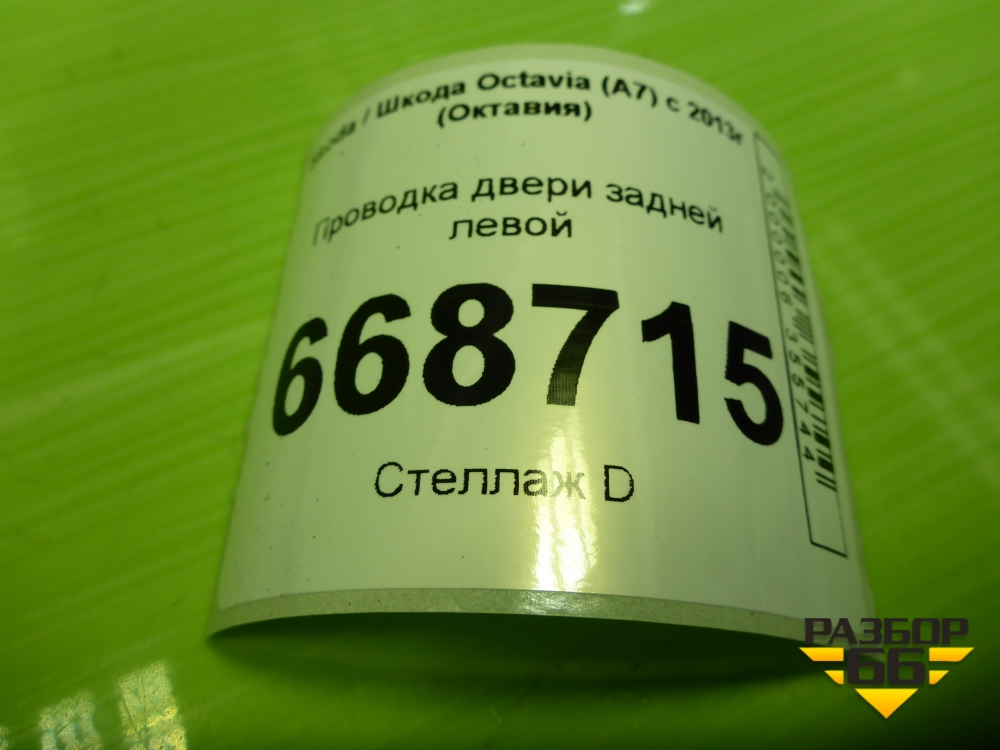 / Шкода Octavia (A7) с 2013г
(Октавия)
Проводка двери задней
левой
668715
Стеллаж D
РАЗБОР
66